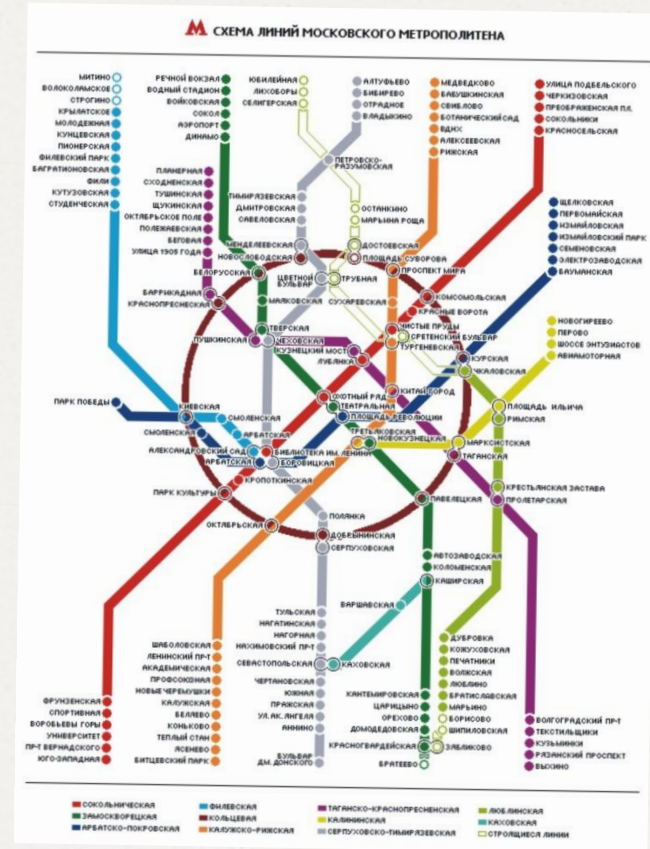 М СХЕМА ЛИНИЙ МОСКОВСКОГО МЕТРОПОЛИТЕНА
МИТИНО
ВОЛОКОЛАМСКОЕ
СТРОГИНО
КРЫЛАТСКОЕ
МОЛОДЕЖНАЯ
КУНЦЕВСКАЯ
ПИОНЕРСКАЯ
ФИЛЕВСКИЙ ПАРК
БАГРАТИОНОВСКАЯ
ФИЛИ
КУТУЗОВСКАЯ
СТУДЕНЧЕСКАЯ
РЕЧНОЙ ВОКЗАЛ
ВОДНЫЙ СТАДИОН
ВОЙКОВСКАЯ
СОКОЛ
АЭРОПОРТ
ДИНАМО
ЮБИЛЕЙНАЯ
ЛИХОБОРЫ
СЕЛИГЕРСКАЯ
АЛТУФЬЕВО
БИБИРЕВО
ОТРАДНОЕ
ВЛАДЫКИНО
МЕДВЕДКОВО
БАБУШКИНСКАЯ
СВИБЛОВО
БОТАНИЧЕСКИЙ САД
ВДНХ
АЛЕКСЕЕВСКАЯ
РИЖСКАЯ
УЛИЦА ПОДБЕЛЬСКОГО
ЧЕРКИЗОВСКАЯ
ПРЕОБРАЖЕНСКАЯ ПЛ.
СОКОЛЬНИКИ
КРАСНОСЕЛЬСКАЯ
ПЕТРОВСКО-
РАЗУМОВСКАЯ
ПЛАНЕРНАЯ
СХОДНЕНСКАЯ
ТУШИНСКАЯ
ЩУКИНСКАЯ
ОКТЯБРЬСКОЕ ПОЛЕ
ПОЛЕЖАЕВСКАЯ
БЕГОВАЯ
УЛИЦА 1905 ГОДА
ТИМИРЯЗЕВСКАЯ
ДМИТРОВСКАЯ
САВЕЛОВСКАЯ
ОСТАНКИНО
МАРЬИНА РОЩА
ЩЕЛКОВСКАЯ
ПЕРВОМАЙСКАЯ
ИЗМАЙЛОВСКАЯ
ИЗМАЙЛОВСКИЙ ПАРК
СЕМЕНОВСКАЯ
ЭЛЕКТРОЗАВОДСКАЯ
БАУМАНСКАЯ
МЕНДЕЛЕЕВСКАЯ
НОВОСЛОБОДСКАЯ
ДОСТОЕВСКАЯ
ПЛОЩАДЬ СУВОРОВА
БЕЛОРУССКАЯ
ЦВЕТНОЙ
БУЛЬВАР
ТРУБНАЯ
ПРОСПЕКТ МИРА
БАРРИКАДНАЯ
КРАСНОПРЕСНЕНСКАЯ
МАЯКОВСКАЯ
СУХАРЕВСКАЯ
КОМСОМОЛЬСКАЯ
КРАСНЫЕ ВОРОТА
ТВЕРСКАЯ
ЧИСТЫЕ ПРУДЫ
СРЕТЕНСКИЙ БУЛЬВАР
ТУРГЕНЕВСКАЯ
ПУШКИНСКАЯ
ЧЕХОВСКАЯ
КУЗНЕЦКИЙ МОСТ
ЛУБЯНКА
КУРСКАЯ
ЧКАЛОВСКАЯ
НОВОГИРЕЕВО
ПЕРОВО
ШОССЕ ЭНТУЗИАСТОВ
АВИАМОТОРНАЯ
ПАРК ПОБЕДЫ
КИЕВСКАЯ
СМОЛЕНСКАЯ
СМОЛЕНСКАЯ
АРБАТСКАЯ
ОХОТНЫЙ РЯД
ТЕАТРАЛЬНАЯ
ПЛОЩАДЬ РЕВОЛЮЦИИ
КИТАЙ-ГОРОД
ПЛОЩАДЬ ИЛЬИЧА
РИМСКАЯ
ТРЕТЬЯКОВСКАЯ
НОВОКУЗНЕЦКАЯ
МАРКСИСТСКАЯ
ТАГАНСКАЯ
АЛЕКСАНДРОВСКИЙ САД
БИБЛИОТЕКА ИМ. ЛЕНИНА
АРБАТСКАЯ
БОРОВИЦКАЯ
КРОПОТКИНСКАЯ
ПАРК КУЛЬТУРЫ
КРЕСТЬЯНСКАЯ ЗАСТАВА
ПРОЛЕТАРСКАЯ
ПАВЕЛЕЦКАЯ
ПОЛЯНКА
ОКТЯБРЬСКАЯ
ДОБРЫНИНСКАЯ
СЕРПУХОВСКАЯ
АВТОЗАВОДСКАЯ
КОЛОМЕНСКАЯ
КАШИРСКАЯ
ВАРШАВСКАЯ
ТУЛЬСКАЯ
НАГАТИНСКАЯ
НАГОРНАЯ
НАХИМОВСКИЙ ПР-Т
СЕВАСТОПОЛЬСКАЯ
КАХОВСКАЯ
ЧЕРТАНОВСКАЯ
ЮЖНАЯ
ПРАЖСКАЯ
УЛ. АК. ЯНГЕЛЯ
АННИНО
БУЛЬВАР
ДМ. ДОНСКОГО
ШАБОЛОВСКАЯ
ЛЕНИНСКИЙ ПР-Т
АКАДЕМИЧЕСКАЯ
ПРОФСОЮЗНАЯ
НОВЫЕ ЧЕРЕМУШКИ
КАЛУЖСКАЯ
БЕЛЯЕВО
КОНЬКОВО
ТЕПЛЫЙ СТАН
ЯСЕНЕВО
БИТЦЕВСКИЙ ПАРК
ФРУНЗЕНСКАЯ
СПОРТИВНАЯ
ВОРОБЬЕВЫ ГОРЫ
УНИВЕРСИТЕТ
ПР-Т ВЕРНАДСКОГО
ЮГО-ЗАПАДНАЯ
ДУБРОВКА
КОЖУХОВСКАЯ
ПЕЧАТНИКИ
ВОЛЖСКАЯ
ЛЮБЛИНО
БРАТИСЛАВСКАЯ
МАРЬИНО
БОРИСОВО
ШИПИЛОВСКАЯ
ЗЯБЛИКОВО
КАНТЕМИРОВСКАЯ
ЦАРИЦЫНО
ОРЕХОВО
ДОМОДЕДОВСКАЯ
КРАСНОГВАРДЕЙСКАЯ
БРАТЕЕВО
ВОЛГОГРАДСКИЙ ПР-Т
ТЕКСТИЛЬЩИКИ
КУЗЬМИНКИ
РЯЗАНСКИЙ ПРОСПЕКТ
ВЫХИНО
СОКОЛЬНИЧЕСКАЯ
ЗАМОСКВОРЕЦКАЯ
АРБАТСКО-ПОКРОВСКАЯ
ФИЛЕВСКАЯ
КОЛЬЦЕВАЯ
КАЛУЖСКО-РИЖСКАЯ
ТАГАНСКО-КРАСНОПРЕСНЕНСКАЯ
КАЛИНИНСКАЯ
СЕРПУХОВСКО-ТИМИРЯЗЕВСКАЯ
ЛЮБЛИНСКАЯ
КАХОВСКАЯ
СТРОЯЩИЕСЯ ЛИНИИ